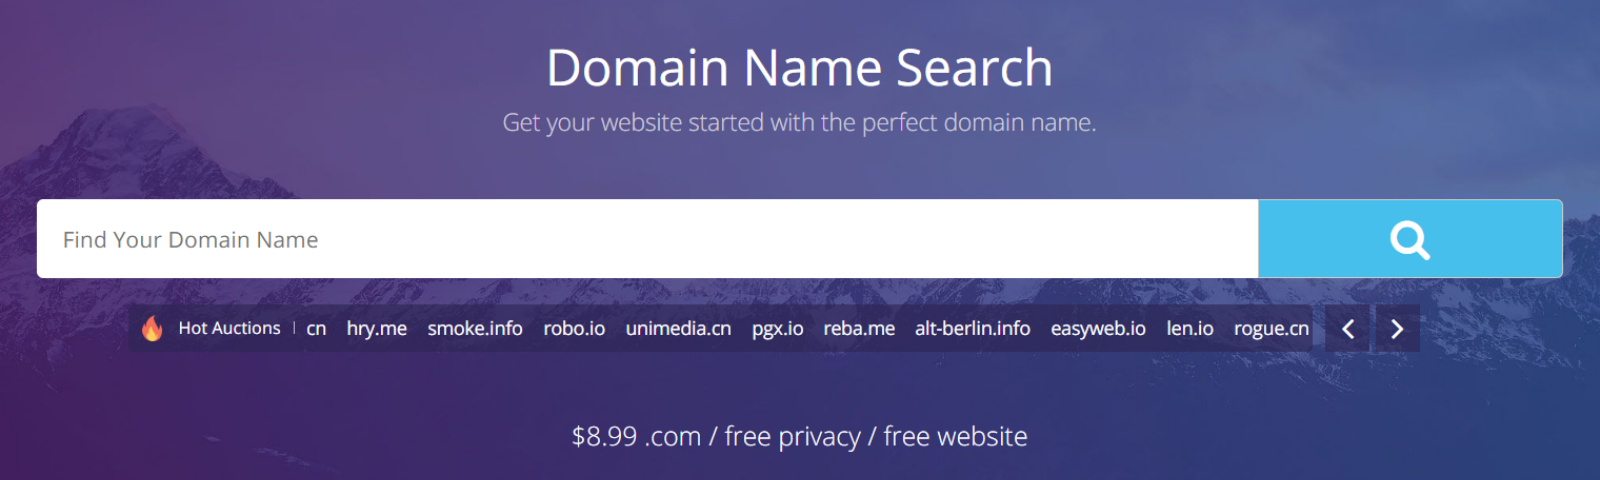 Domain Name Search
Get your website started with the perfect domain name.
Find Your Domain Name
Hot Auctions | cn hry.me smoke.info robo.io unimedia.cn pgx.io reba.me alt-berlin.info easyweb.io len.io rogue.cn
$8.99 .com / free privacy / free website